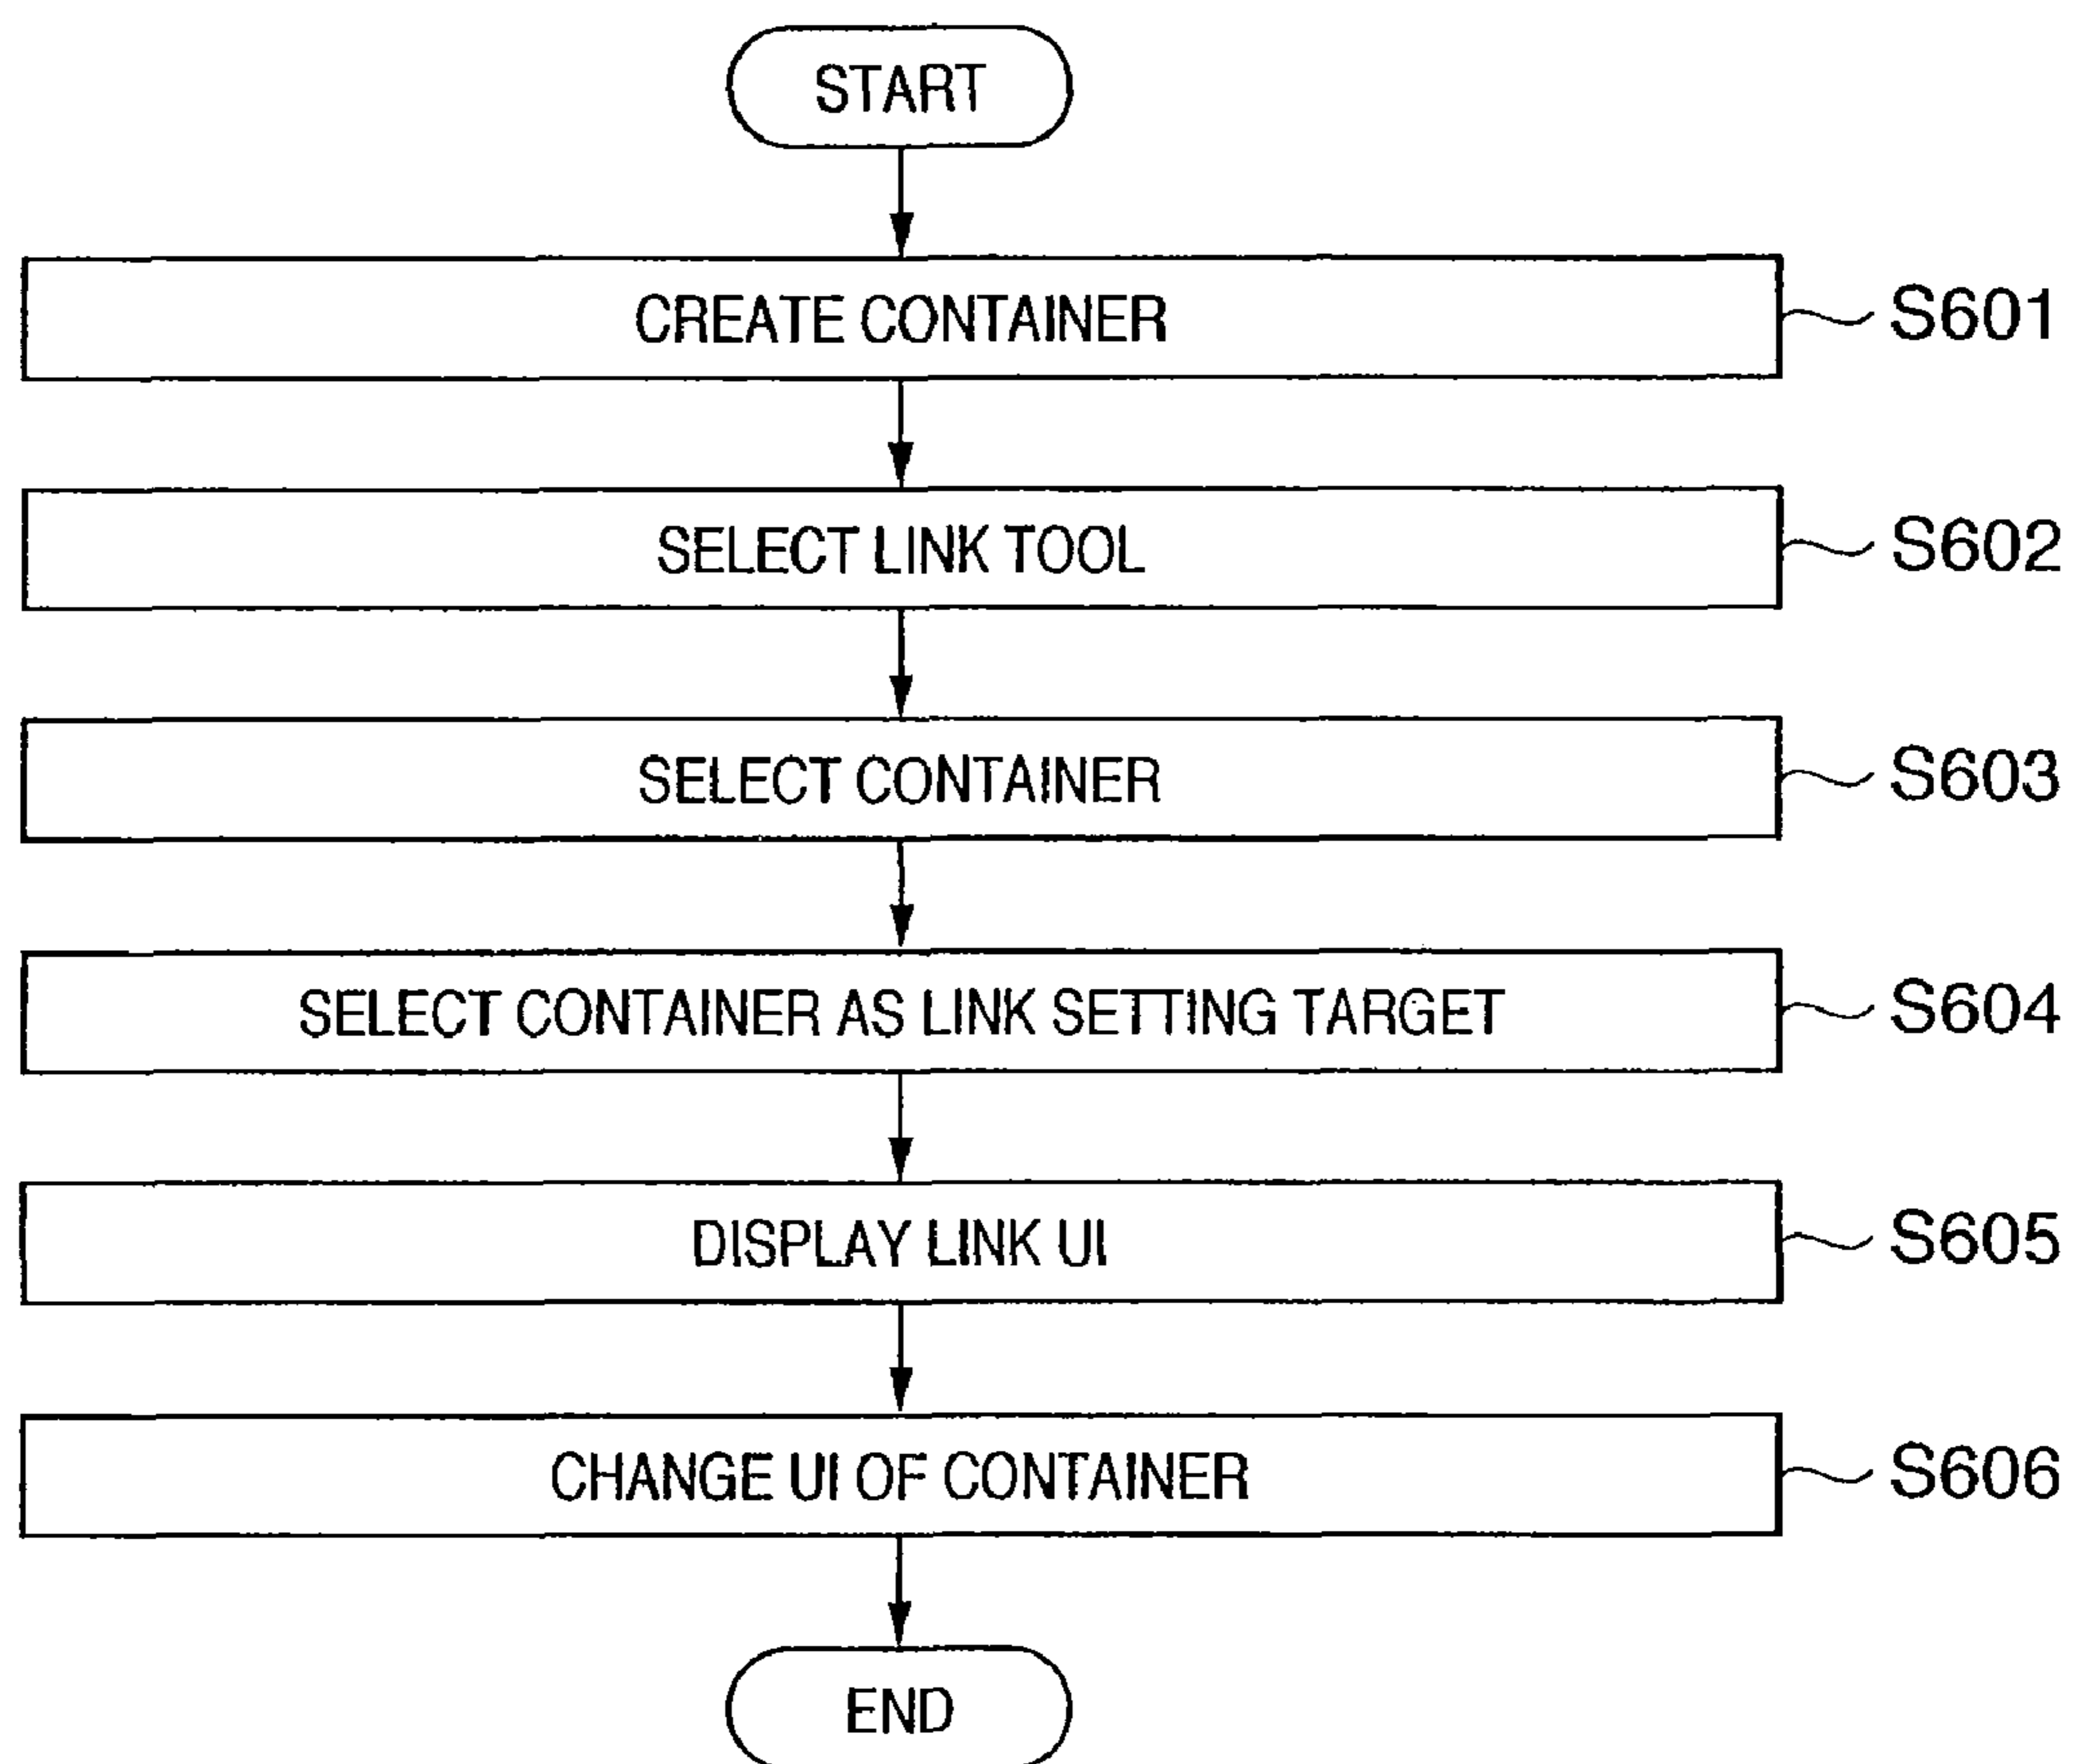 START
CREATE CONTAINER S601
SELECT LINK TOOL S602
SELECT CONTAINER S603
SELECT CONTAINER AS LINK SETTING TARGET S604
DISPLAY LINK UI S605
CHANGE UI OF CONTAINER S606
END